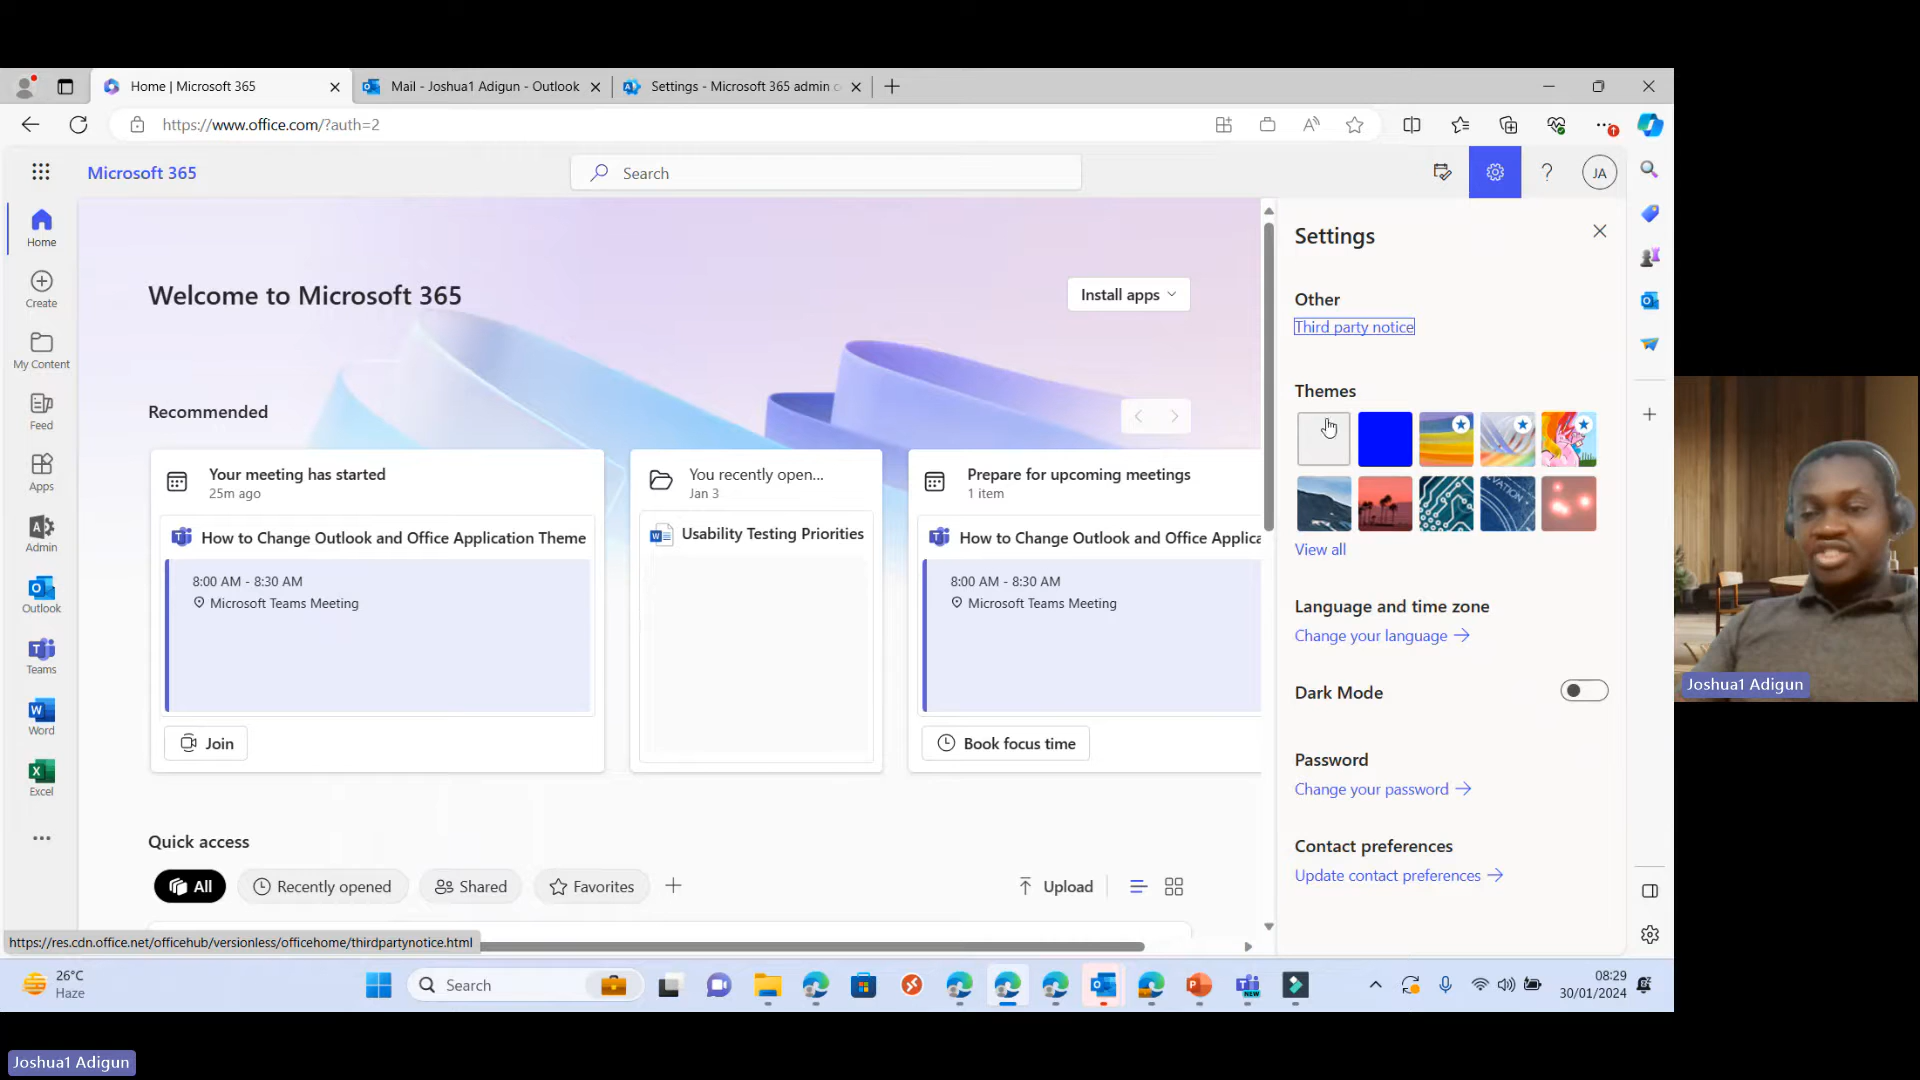 Home | Microsoft 365
Mail - Joshua1 Adigun - Outlook
Settings - Microsoft 365 admin c
https://www.office.com/?auth=2
Microsoft 365
Search
JA
Home
Create
My Content
Feed
Apps
Admin
Outlook
Teams
Word
Excel
Welcome to Microsoft 365
Install apps
Recommended
Your meeting has started
25m ago
How to Change Outlook and Office Application Theme
8:00 AM - 8:30 AM
Microsoft Teams Meeting
Join
You recently open...
Jan 3
Usability Testing Priorities
Prepare for upcoming meetings
1 item
How to Change Outlook and Office Applica
8:00 AM - 8:30 AM
Microsoft Teams Meeting
Book focus time
Quick access
All
Recently opened
Shared
Favorites
Upload
Settings
Other
Third party notice
Themes
View all
Language and time zone
Change your language
Dark Mode
Password
Change your password
Contact preferences
Update contact preferences
https://res.cdn.office.net/officehub/versionless/officehome/thirdpartynotice.html
26°C
Haze
Search
NEW
08:29
30/01/2024
Joshua1 Adigun
Joshua1 Adigun